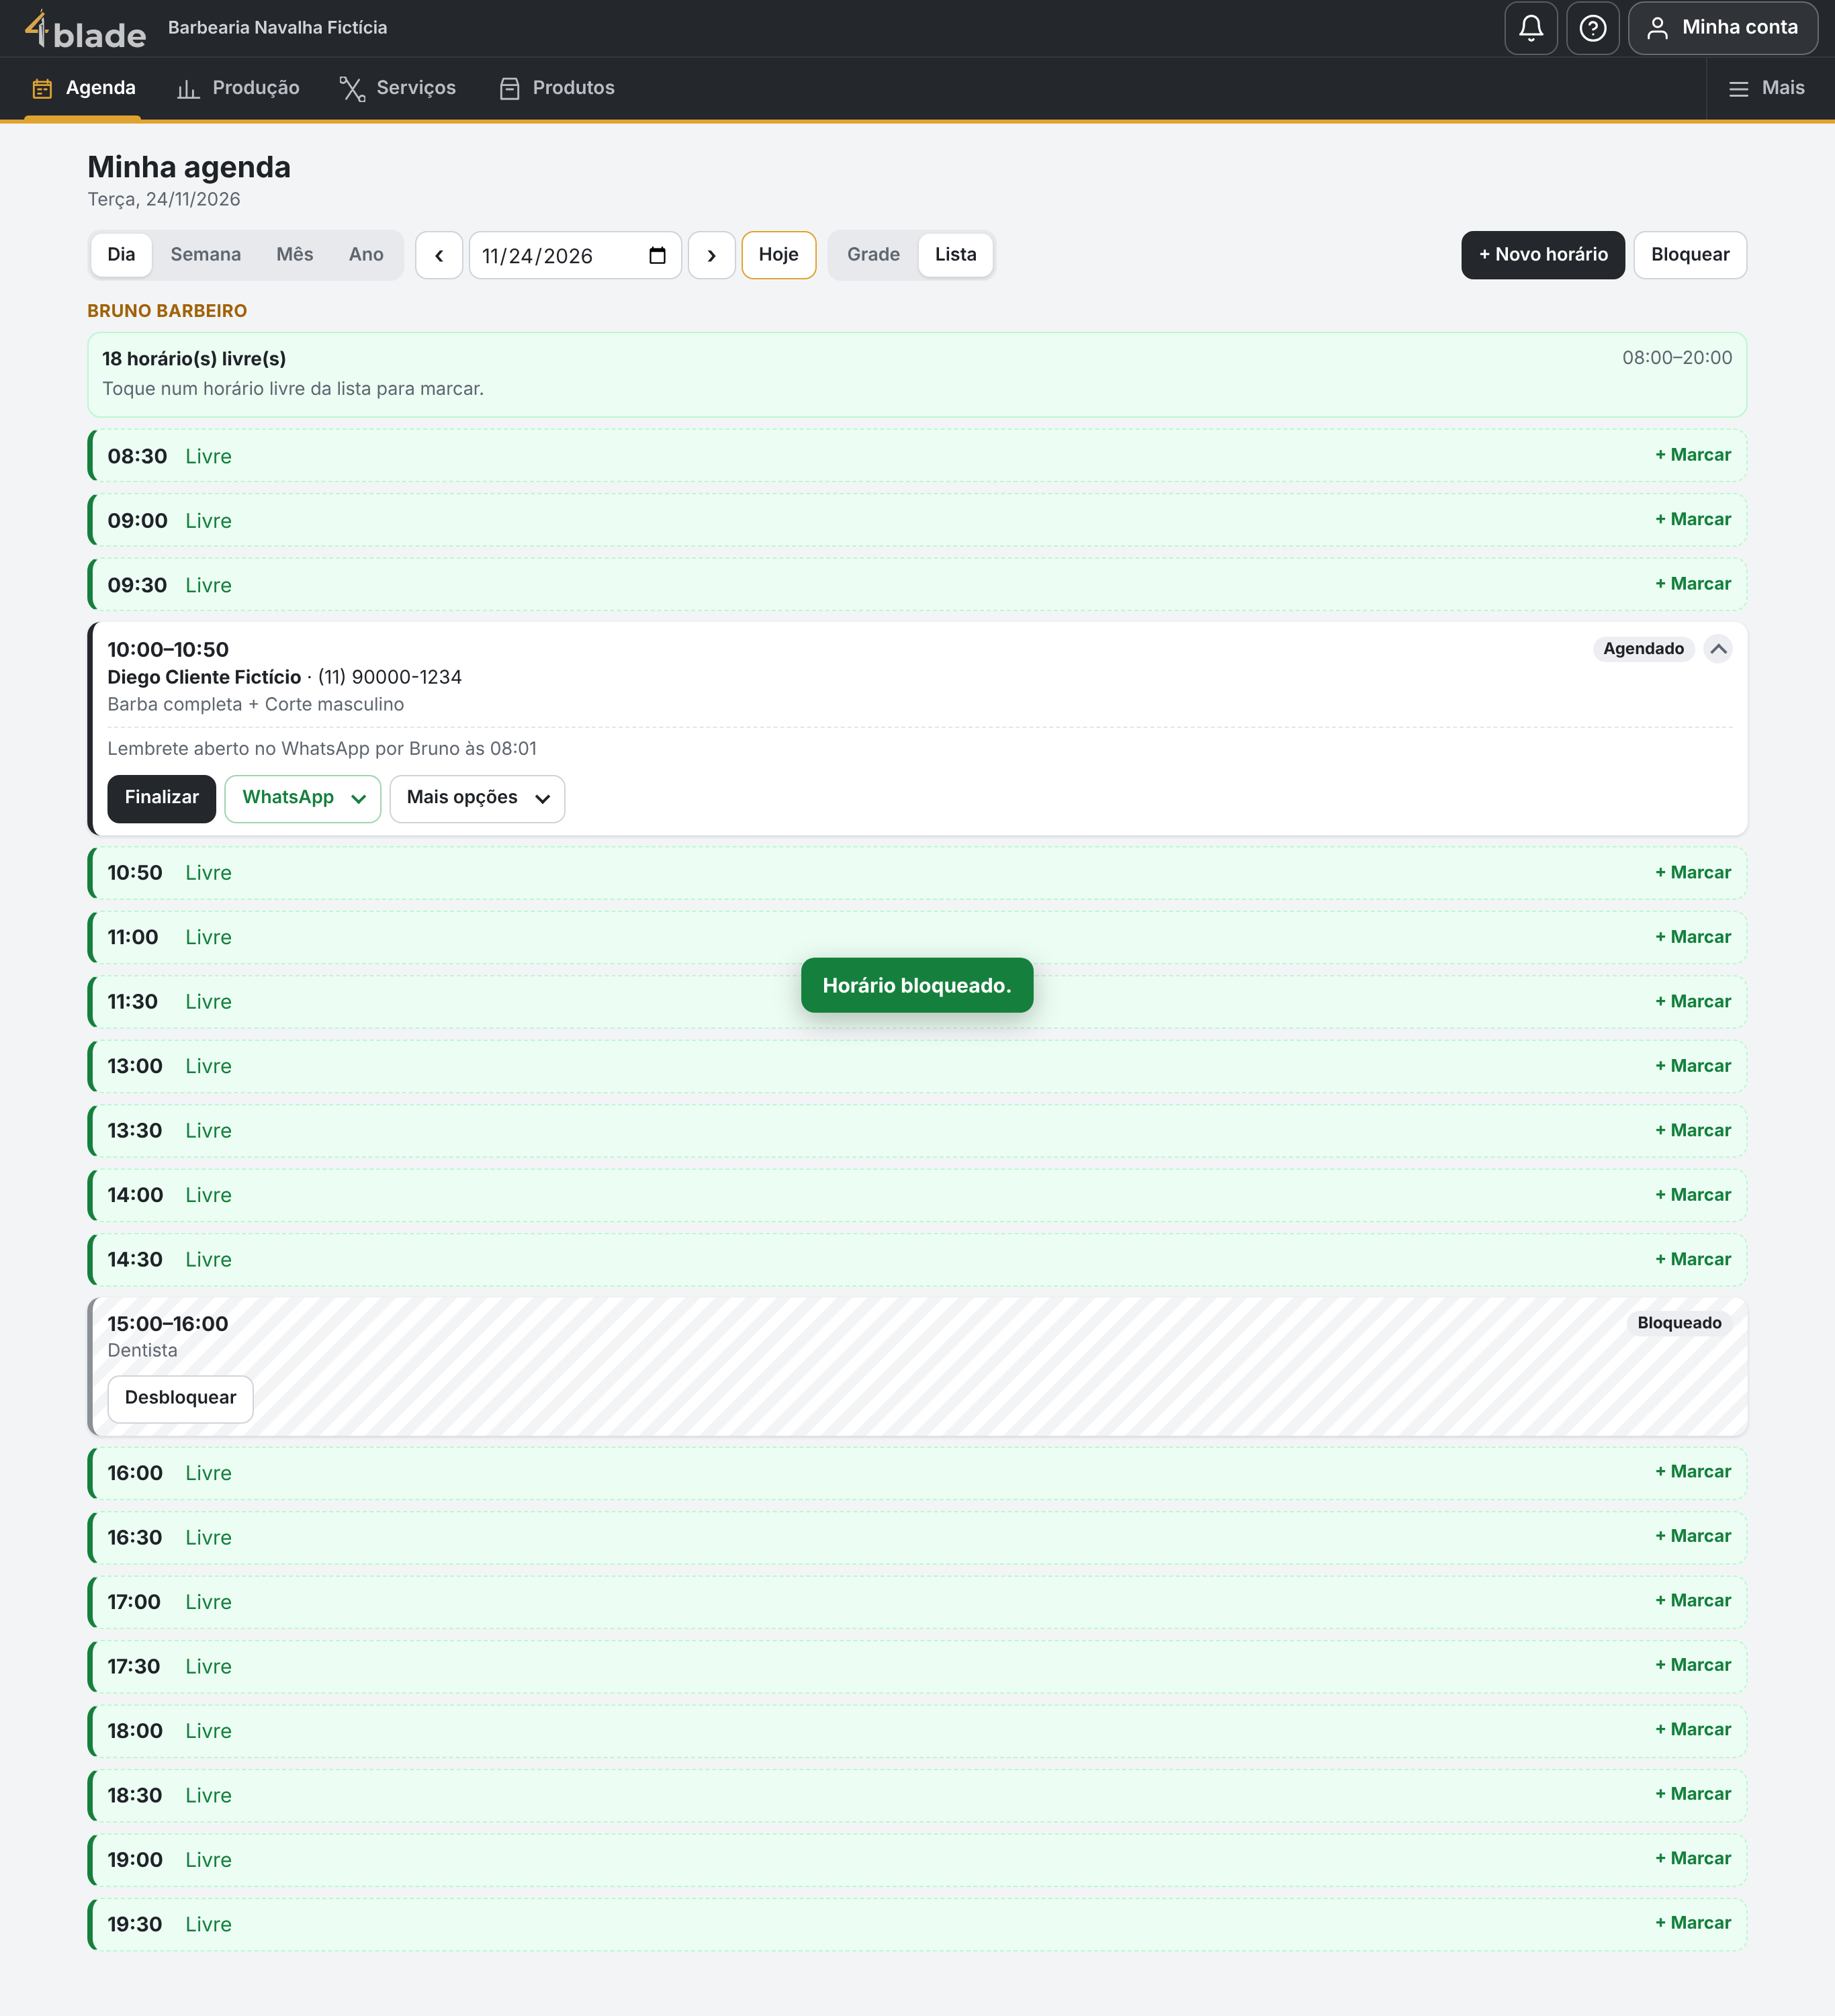 4blade Barbearia Navalha Fictícia Minha conta
Agenda Produção Serviços Produtos Mais
Minha agenda
Terça, 24/11/2026
Dia Semana Mês Ano ‹ 11/24/2026 › Hoje Grade Lista + Novo horário Bloquear
BRUNO BARBEIRO
18 horário(s) livre(s) 08:00–20:00
Toque num horário livre da lista para marcar.
08:30 Livre + Marcar
09:00 Livre + Marcar
09:30 Livre + Marcar
10:00–10:50 Agendado
Diego Cliente Fictício · (11) 90000-1234
Barba completa + Corte masculino
Lembrete aberto no WhatsApp por Bruno às 08:01
Finalizar WhatsApp Mais opções
10:50 Livre + Marcar
11:00 Livre + Marcar
Horário bloqueado.
11:30 Livre + Marcar
13:00 Livre + Marcar
13:30 Livre + Marcar
14:00 Livre + Marcar
14:30 Livre + Marcar
15:00–16:00 Bloqueado
Dentista
Desbloquear
16:00 Livre + Marcar
16:30 Livre + Marcar
17:00 Livre + Marcar
17:30 Livre + Marcar
18:00 Livre + Marcar
18:30 Livre + Marcar
19:00 Livre + Marcar
19:30 Livre + Marcar